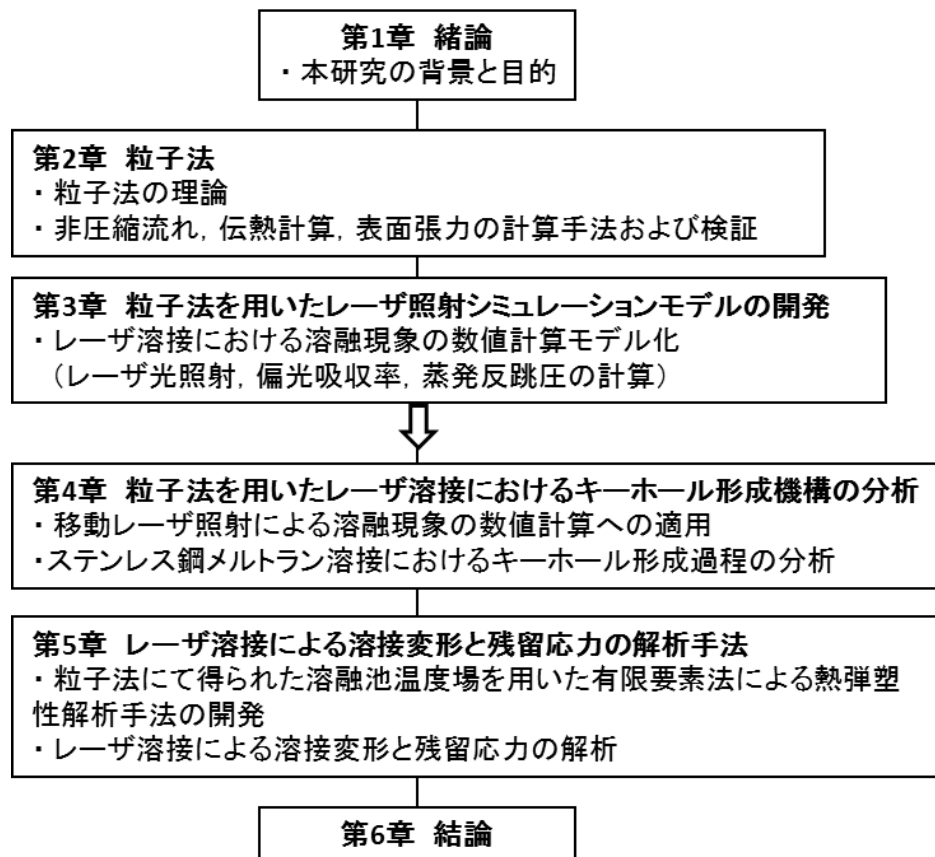 第1章 緒論
・本研究の背景と目的
第2章 粒子法
・粒子法の理論
・非圧縮流れ, 伝熱計算, 表面張力の計算手法および検証
第3章 粒子法を用いたレーザ照射シミュレーションモデルの開発
・レーザ溶接における溶融現象の数値計算モデル化
（レーザ光照射, 偏光吸収率, 蒸発反跳圧の計算）
第4章 粒子法を用いたレーザ溶接におけるキーホール形成機構の分析
・移動レーザ照射による溶融現象の数値計算への適用
・ステンレス鋼メルトラン溶接におけるキーホール形成過程の分析
第5章 レーザ溶接による溶接変形と残留応力の解析手法
・粒子法にて得られた溶融池温度場を用いた有限要素法による熱弾塑
性解析手法の開発
・レーザ溶接による溶接変形と残留応力の解析
第6章 結論